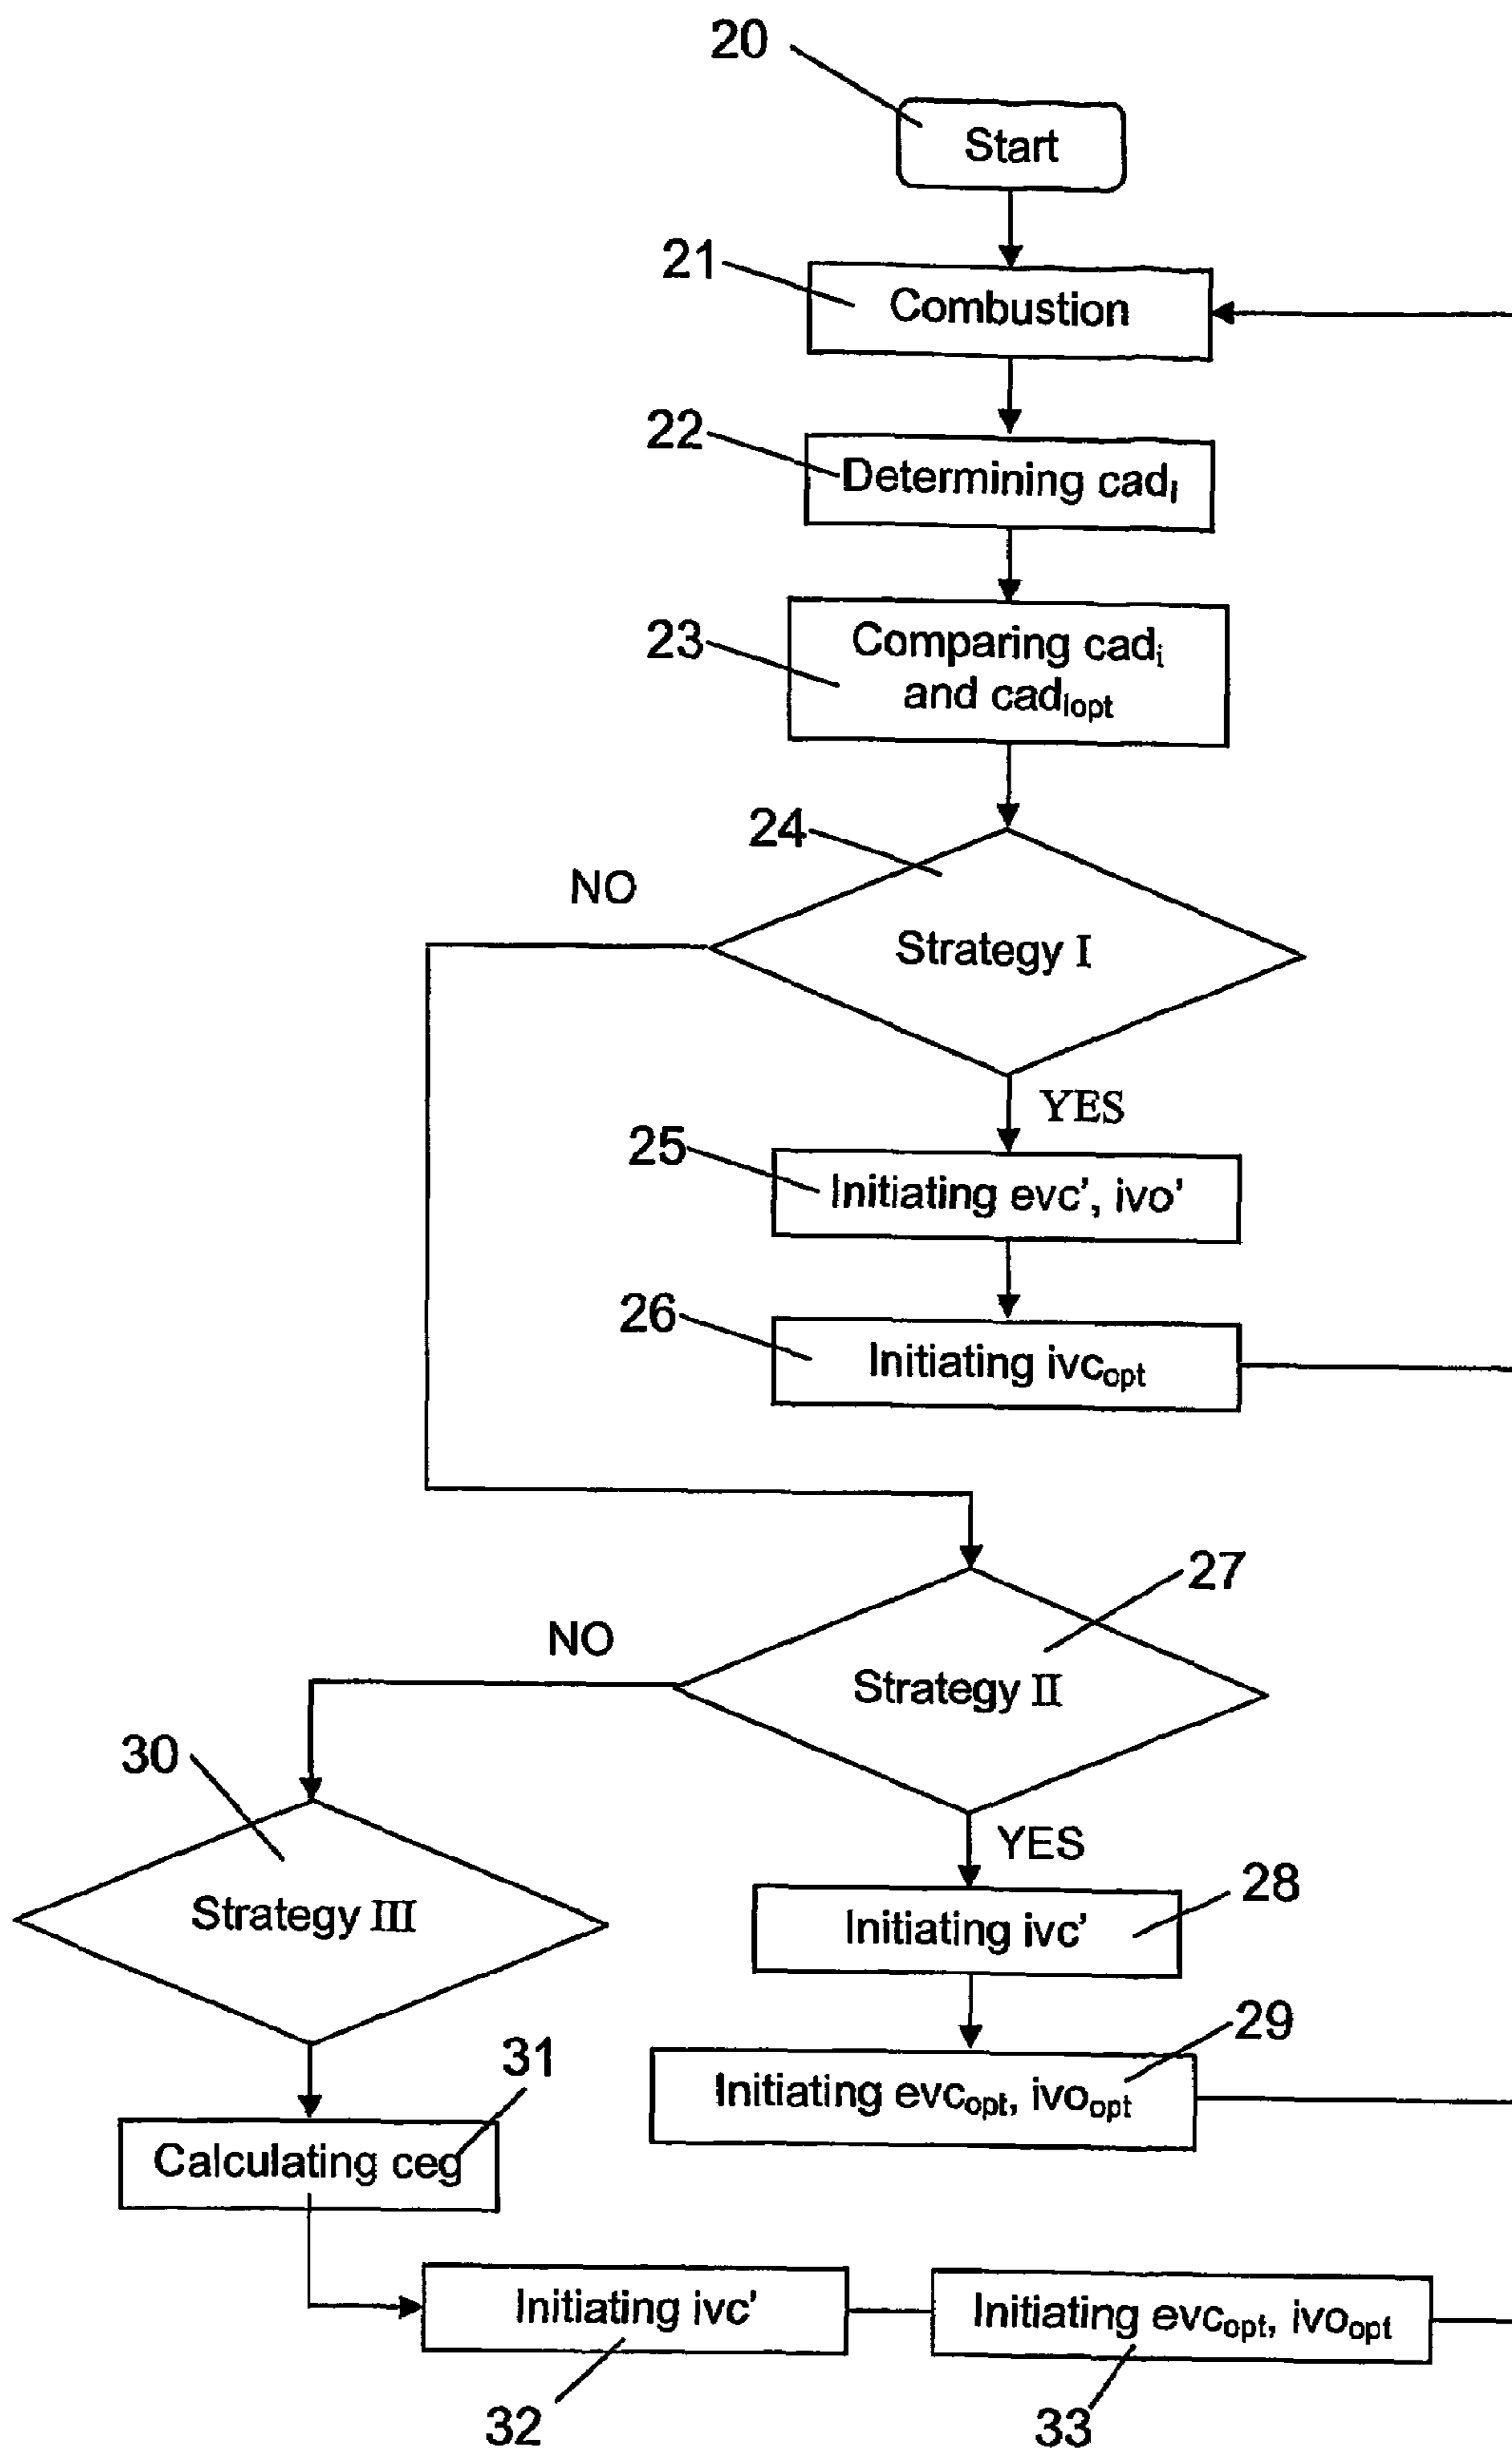 20
Start
21
Combustion
22
Determining cadI
23
Comparing cadi
and cadIopt
24
NO
Strategy I
YES
25
Initiating evc’, ivo’
26
Initiating ivcopt
27
NO
Strategy II
30
YES
28
Strategy III
Initiating ivc’
29
31
Initiating evcopt, ivoopt
Calculating ceg
Initiating ivc’
Initiating evcopt, ivoopt
32
33